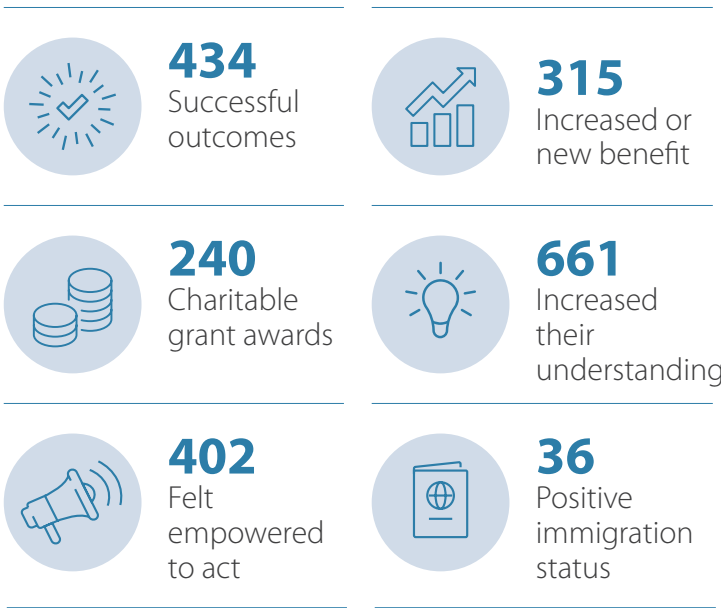 434
Successful
outcomes
315
Increased or
new benefit
240
Charitable
grant awards
661
Increased
their
understanding
402
Felt
empowered
to act
36
Positive
immigration
status